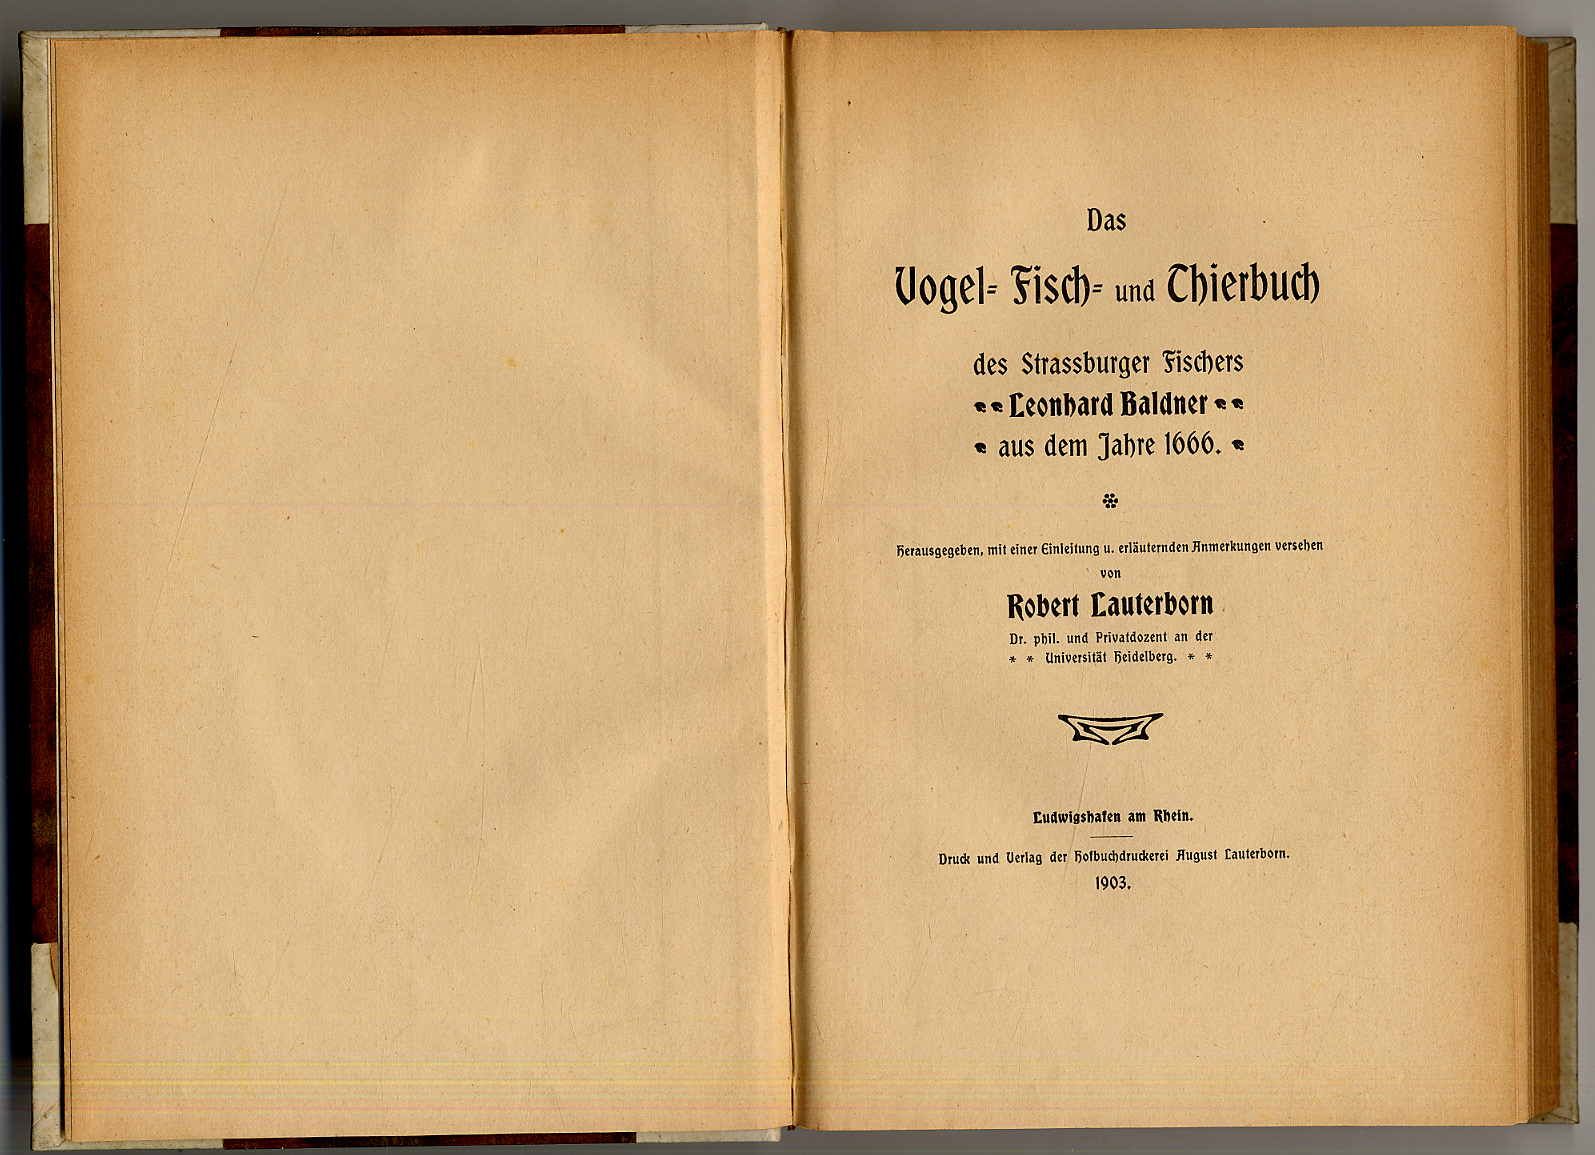 Das
Vogel- Fisch- und Thierbuch
des Strassburger Fischers
Leonhard Baldner
aus dem Jahre 1666.
Herausgegeben, mit einer Einleitung u. erläuternden Anmerkungen versehen
von
Robert Lauterborn
Dr. phil. und Privatdozent an der
* * Universität Heidelberg. * *
Ludwigshafen am Rhein.
Druck und Verlag der Hofbuchdruckerei August Lauterborn.
1903.